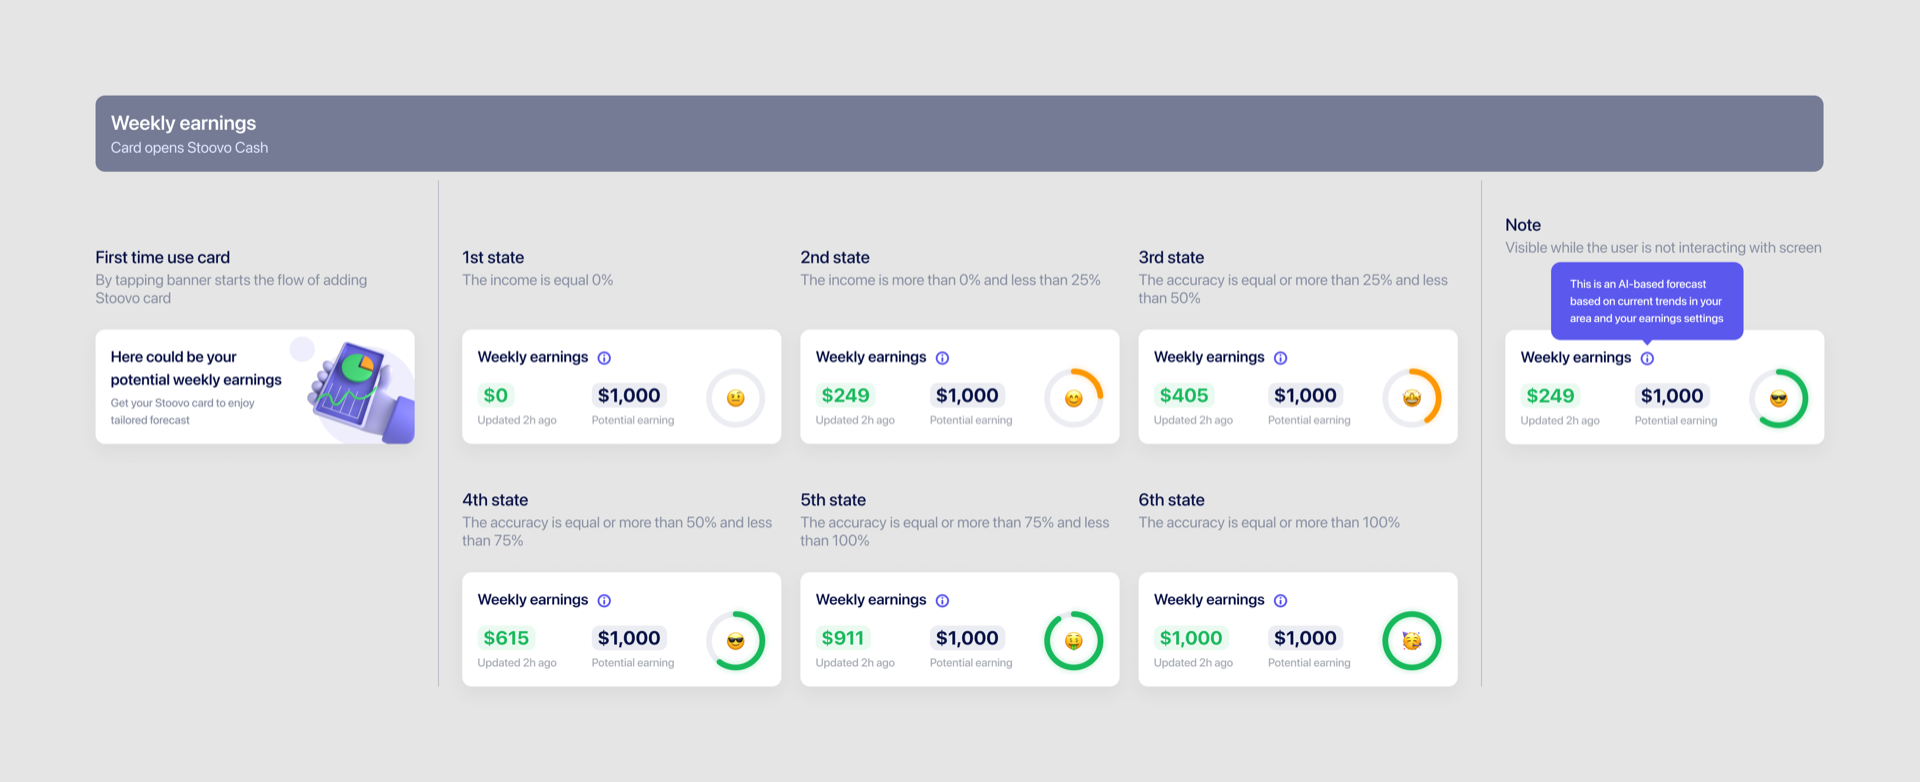 Weekly earnings
Card opens Stoovo Cash
First time use card
By tapping banner starts the flow of adding
Stoovo card
Here could be your
potential weekly earnings
Get your Stoovo card to enjoy
tailored forecast
1st state
The income is equal 0%
Weekly earnings
$0
$1,000
Updated 2h ago
Potential earning
2nd state
The income is more than 0% and less than 25%
Weekly earnings
$249
$1,000
Updated 2h ago
Potential earning
3rd state
The accuracy is equal or more than 25% and less
than 50%
Weekly earnings
$405
$1,000
Updated 2h ago
Potential earning
4th state
The accuracy is equal or more than 50% and less
than 75%
Weekly earnings
$615
$1,000
Updated 2h ago
Potential earning
5th state
The accuracy is equal or more than 75% and less
than 100%
Weekly earnings
$911
$1,000
Updated 2h ago
Potential earning
6th state
The accuracy is equal or more than 100%
Weekly earnings
$1,000
$1,000
Updated 2h ago
Potential earning
Note
Visible while the user is not interacting with screen
This is an AI-based forecast
based on current trends in your
area and your earnings settings
Weekly earnings
$249
$1,000
Updated 2h ago
Potential earning